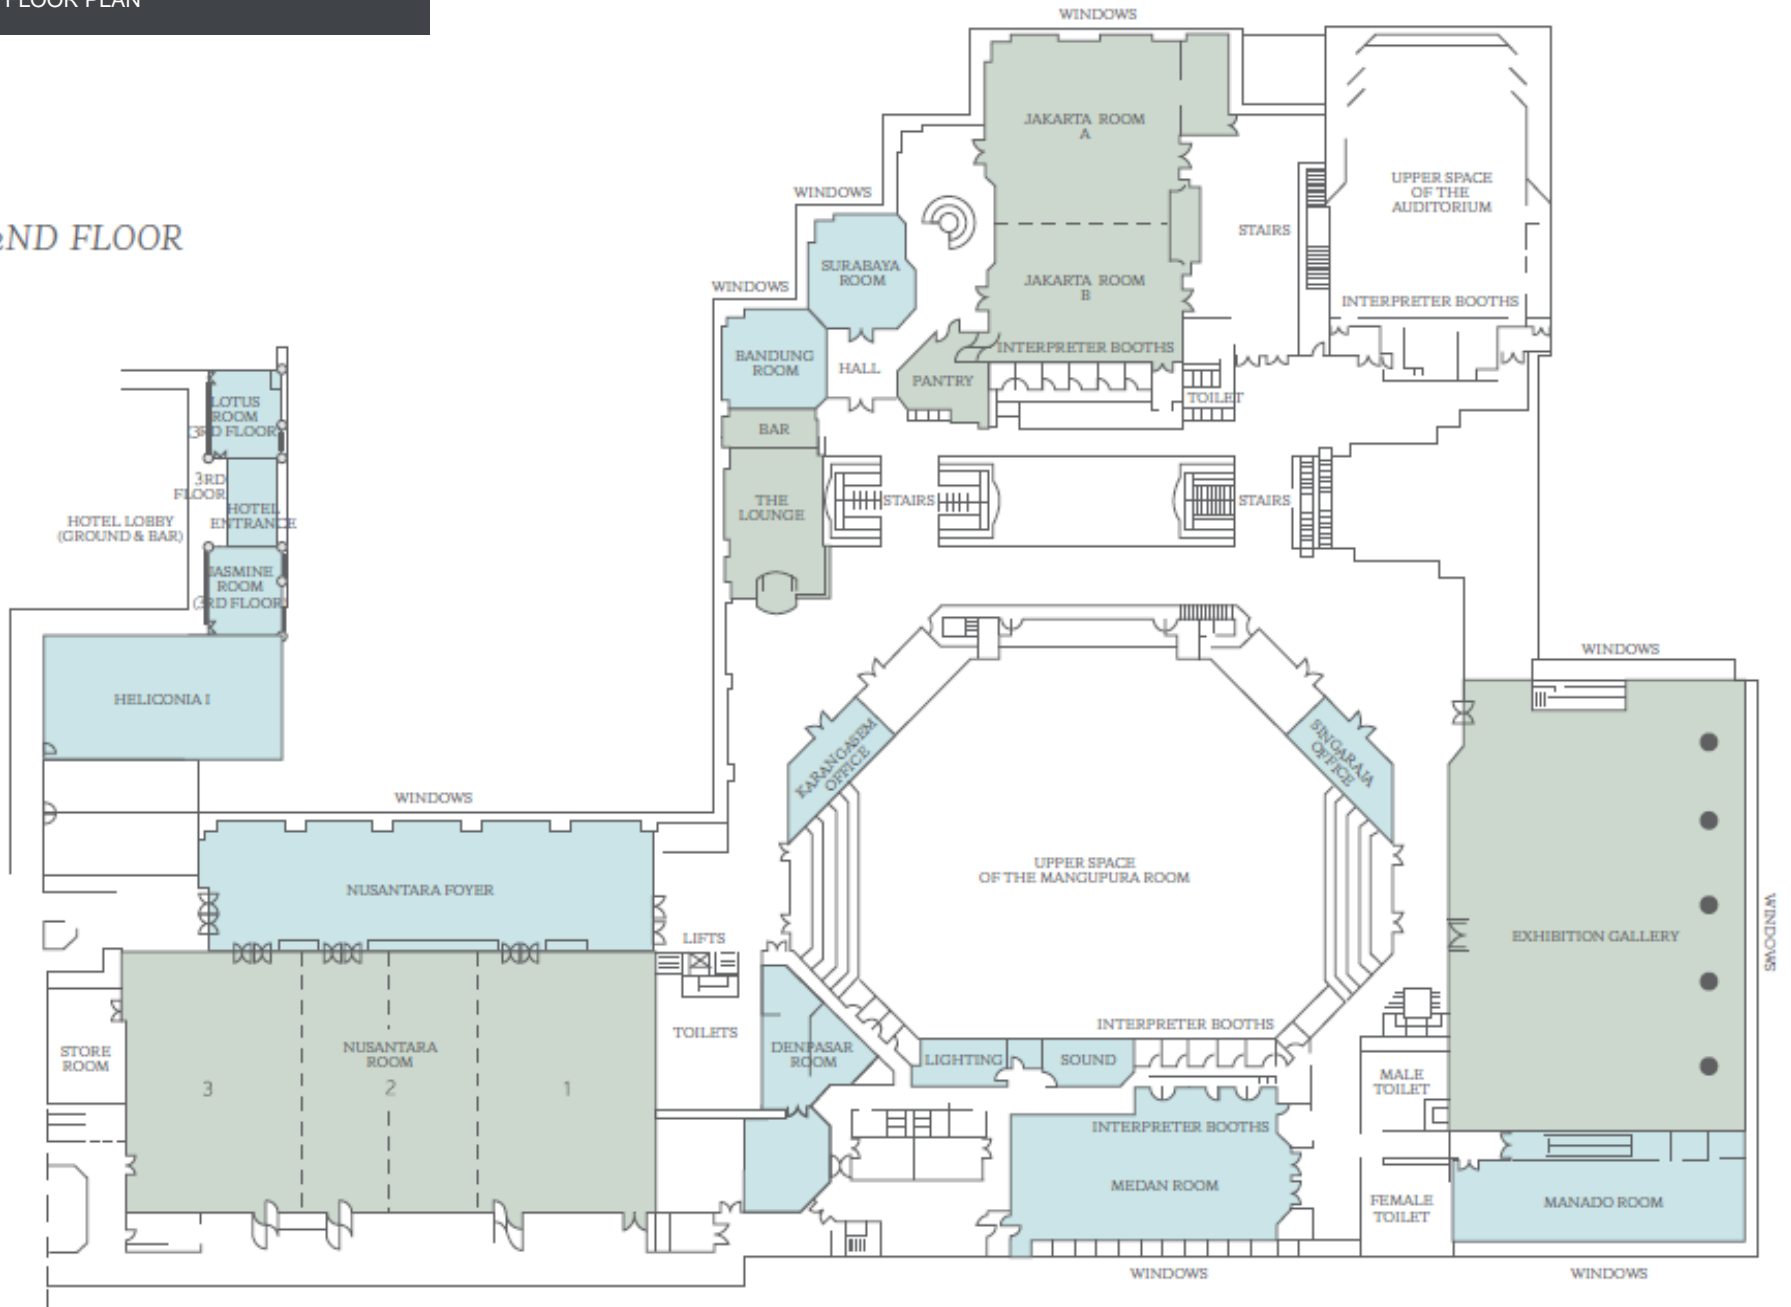 FLOOR PLAN
2ND FLOOR
WINDOWS
JAKARTA ROOM
A
UPPER SPACE
OF THE
AUDITORIUM
WINDOWS
STAIRS
SURABAYA
ROOM
JAKARTA ROOM
B
WINDOWS
INTERPRETER BOOTHS
BANDUNG
ROOM
HALL
INTERPRETER BOOTHS
PANTRY
TOILET
BAR
LOTUS
ROOM
(3RD FLOOR)
3RD
FLOOR
HOTEL
ENTRANCE
HOTEL LOBBY
(GROUND & BAR)
THE
LOUNGE
STAIRS
STAIRS
JASMINE
ROOM
(3RD FLOOR)
HELICONIA I
WINDOWS
KARANGASEM
OFFICE
SINGARAJA
OFFICE
WINDOWS
UPPER SPACE
OF THE MANGUPURA ROOM
NUSANTARA FOYER
LIFTS
EXHIBITION GALLERY
WINDOWS
STORE
ROOM
NUSANTARA
ROOM
3
2
1
TOILETS
DENPASAR
ROOM
INTERPRETER BOOTHS
LIGHTING
SOUND
MALE
TOILET
INTERPRETER BOOTHS
MEDAN ROOM
FEMALE
TOILET
MANADO ROOM
WINDOWS
WINDOWS